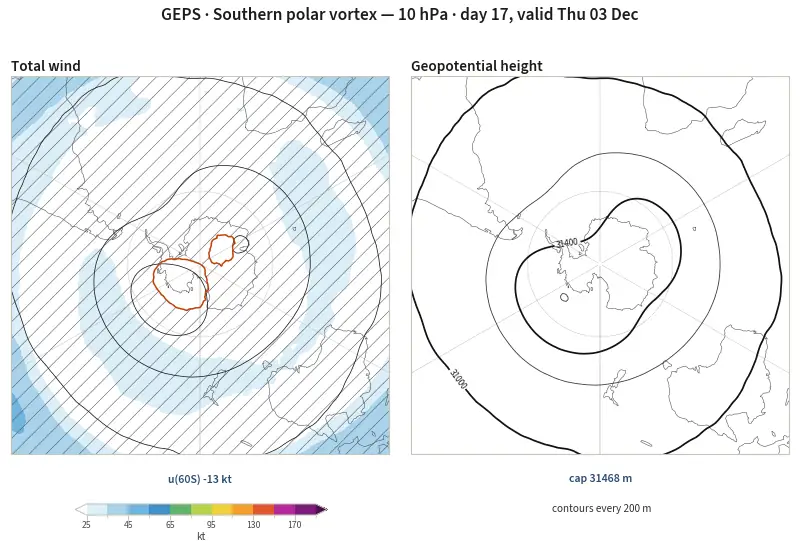 GEPS · Southern polar vortex — 10 hPa · day 17, valid Thu 03 Dec
Total wind
Geopotential height
31400
31000
u(60S) -13 kt
cap 31468 m
contours every 200 m
25 45 65 95 130 170
kt